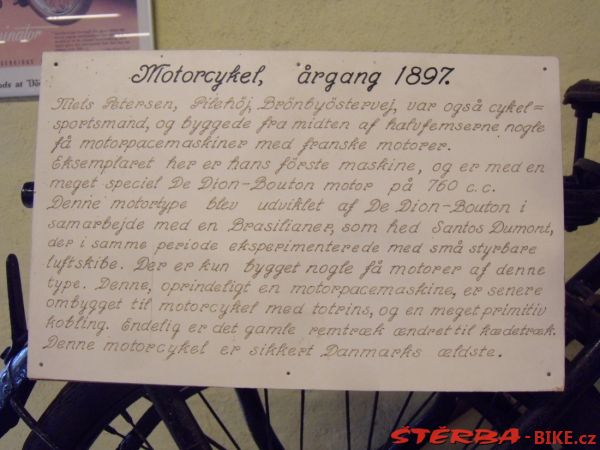 Motorcykel, årgang 1897.
Niels Petersen, Pilehöj, Brönbyöstervej, var også cykel=
sportsmand, og byggede fra midten af halvfemserne nogle
få motorpacemaskiner med franske motorer.
Eksemplaret her er hans förste maskine, og er med en
meget speciel De Dion-Bouton motor på 760 c.c.
Denne motortype blev udviklet af De Dion-Bouton i
samarbejde med en Brasilianer, som hed Santos Dumont,
der i samme periode eksperimenterede med små styrbare
luftskibe. Der er kun bygget nogle få motorer af denne
type. Denne, oprindeligt en motorpacemaskine, er senere
ombygget til motorcykel med totrins, og en meget primitiv
kobling. Endelig er det gamle remtræk ændret til kædetræk.
Denne motorcykel er sikkert Danmarks ældste.
STĚRBA-BIKE.cz